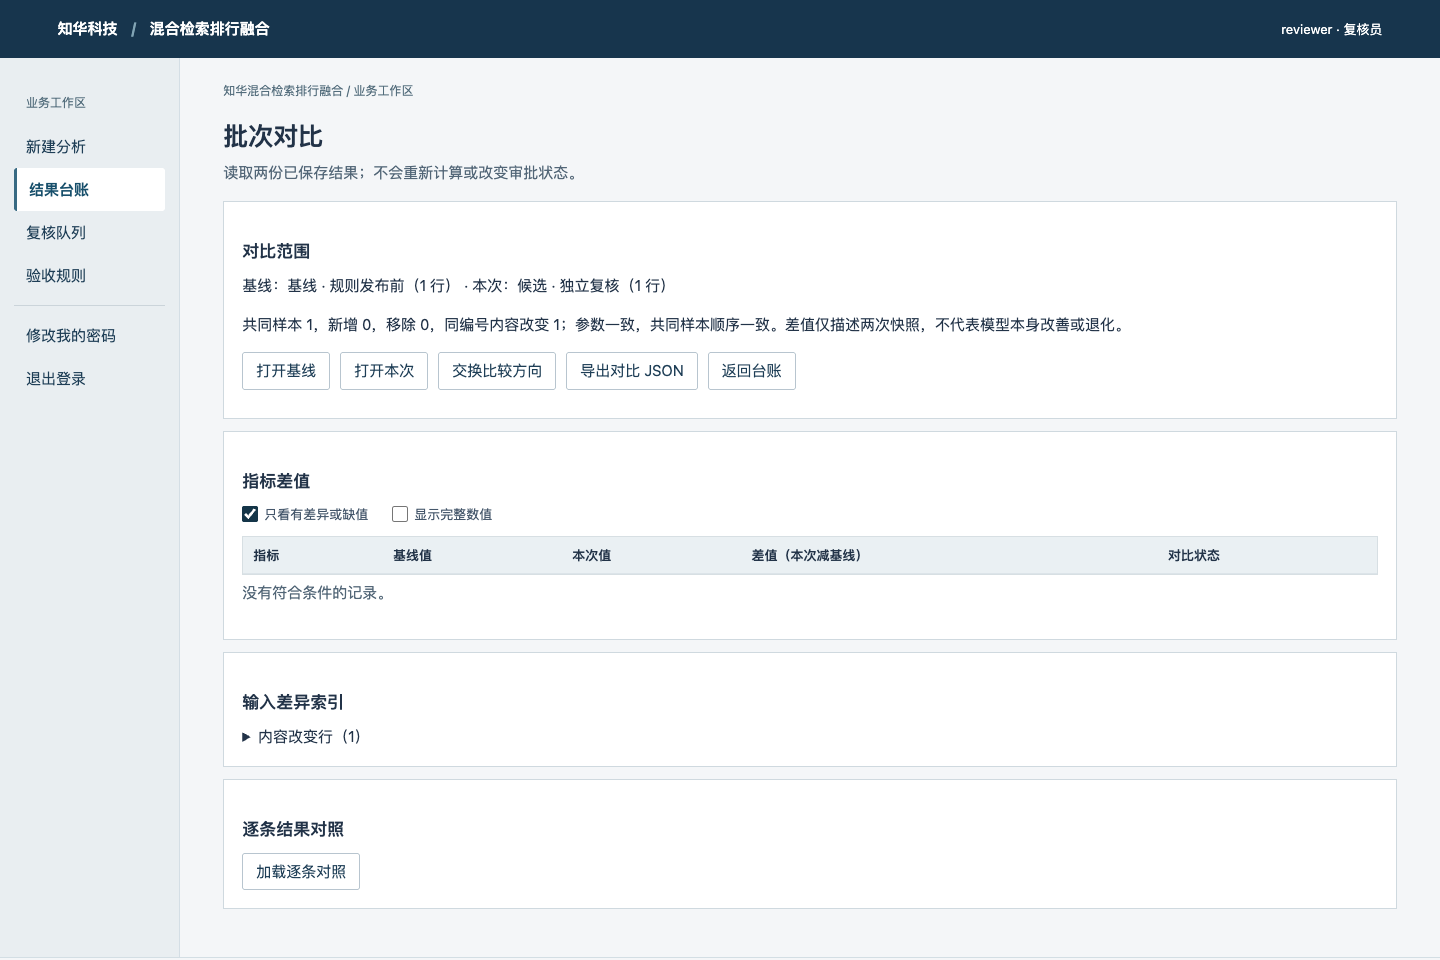 知华科技 / 混合检索排行融合
reviewer · 复核员
业务工作区
新建分析
结果台账
复核队列
验收规则
修改我的密码
退出登录
知华混合检索排行融合 / 业务工作区
批次对比
读取两份已保存结果；不会重新计算或改变审批状态。
对比范围
基线：基线 · 规则发布前（1 行） · 本次：候选 · 独立复核（1 行）
共同样本 1，新增 0，移除 0，同编号内容改变 1；参数一致，共同样本顺序一致。差值仅描述两次快照，不代表模型本身改善或退化。
打开基线 打开本次 交换比较方向 导出对比 JSON 返回台账
指标差值
只看有差异或缺值 显示完整数值
指标 基线值 本次值 差值（本次减基线） 对比状态
没有符合条件的记录。
输入差异索引
▶ 内容改变行（1）
逐条结果对照
加载逐条对照